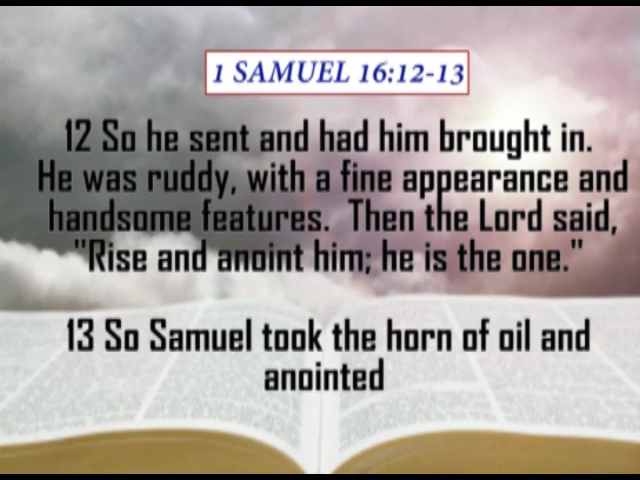 1 SAMUEL 16:12-13
12 So he sent and had him brought in.
He was ruddy, with a fine appearance and
handsome features.  Then the Lord said,
"Rise and anoint him; he is the one."
13 So Samuel took the horn of oil and
anointed